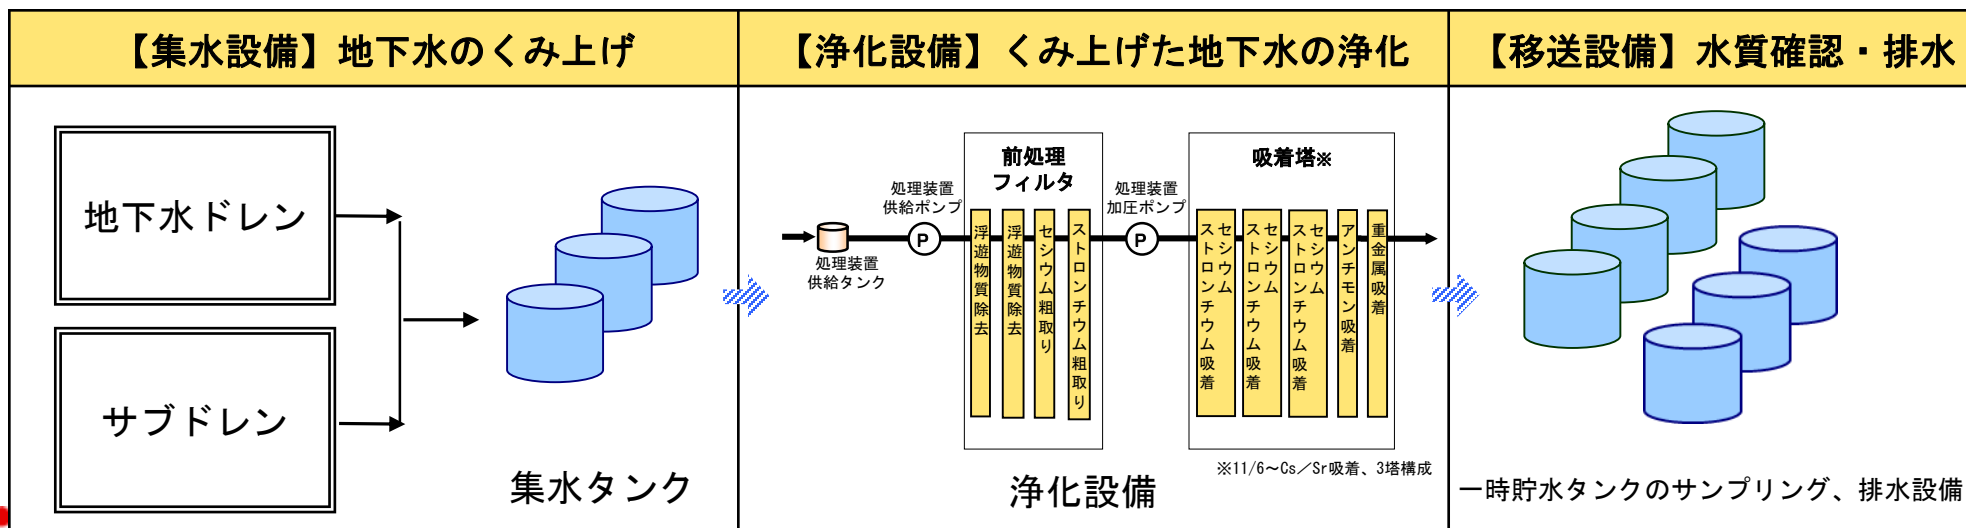 【集水設備】地下水のくみ上げ
【浄化設備】くみ上げた地下水の浄化
【移送設備】水質確認・排水
地下水ドレン
サブドレン
集水タンク
処理装置
供給タンク
処理装置
供給ポンプ
P
前処理
フィルタ
浮遊物質除去
浮遊物質除去
セシウム粗取り
ストロンチウム粗取り
処理装置
加圧ポンプ
P
吸着塔※
セシウム
ストロンチウム吸着
セシウム
ストロンチウム吸着
セシウム
ストロンチウム吸着
アンチモン吸着
重金属吸着
※11/6~Cs/Sr吸着、3塔構成
浄化設備
一時貯水タンクのサンプリング、排水設備